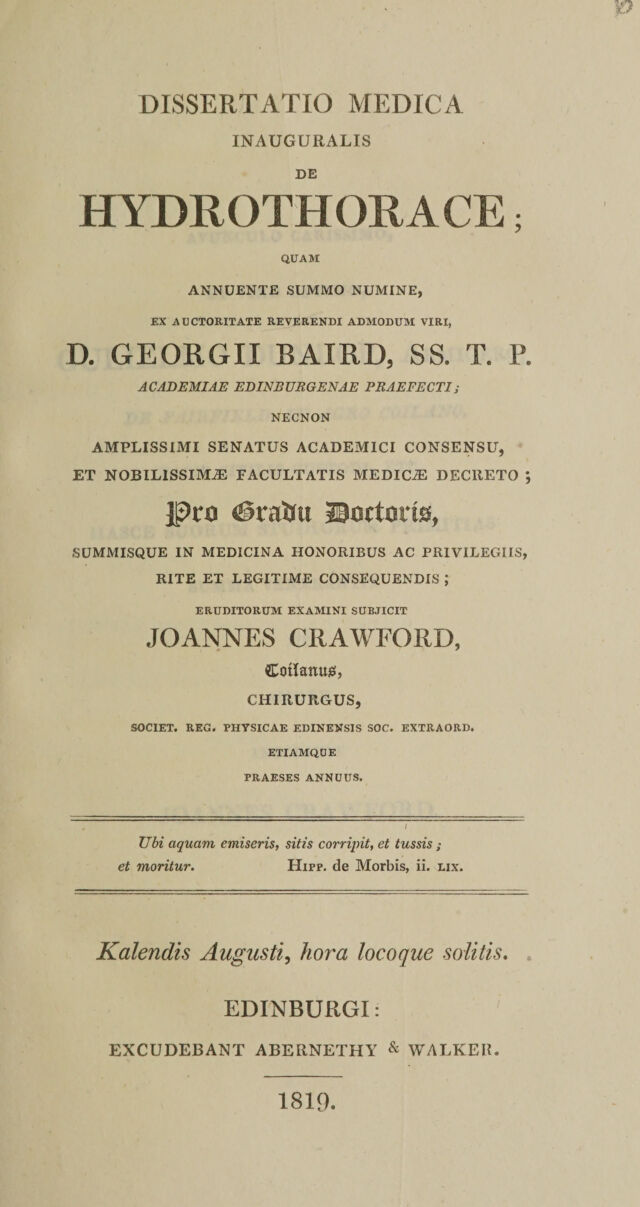 DISSERTATIO MEDICA
INAUGURALIS
DE
HYDROTHORACE;
QUAM
ANNUENTE SUMMO NUMINE,
EX AUCTORITATE REVERENDI ADMODUM VIRI,
D. GEORGII BAIRD, SS. T. P.
ACADEMIAE EDINBURGENAE PRAEFECTI;
NECNON
AMPLISSIMI SENATUS ACADEMICI CONSENSU,
ET NOBILISSIMÆ FACULTATIS MEDICÆ DECRETO;
Pro Gradu Doctoris,
SUMMISQUE IN MEDICINA HONORIBUS AC PRIVILEGIIS,
RITE ET LEGITIME CONSEQUENDIS;
ERUDITORUM EXAMINI SUBJICIT
JOANNES CRAWFORD,
Coilanus,
CHIRURGUS,
SOCIET. REG. PHYSICAE EDINENSIS SOC. EXTRAORD.
ETIAMQUE
PRAESES ANNUUS.
Ubi aquam emiseris, sitis corripit, et tussis;
et moritur. HIPP. de Morbis, ii. LIX.
Kalendis Augusti, hora locoque solitis.
EDINBURGI:
EXCUDEBANT ABERNETHY & WALKER.
1819.